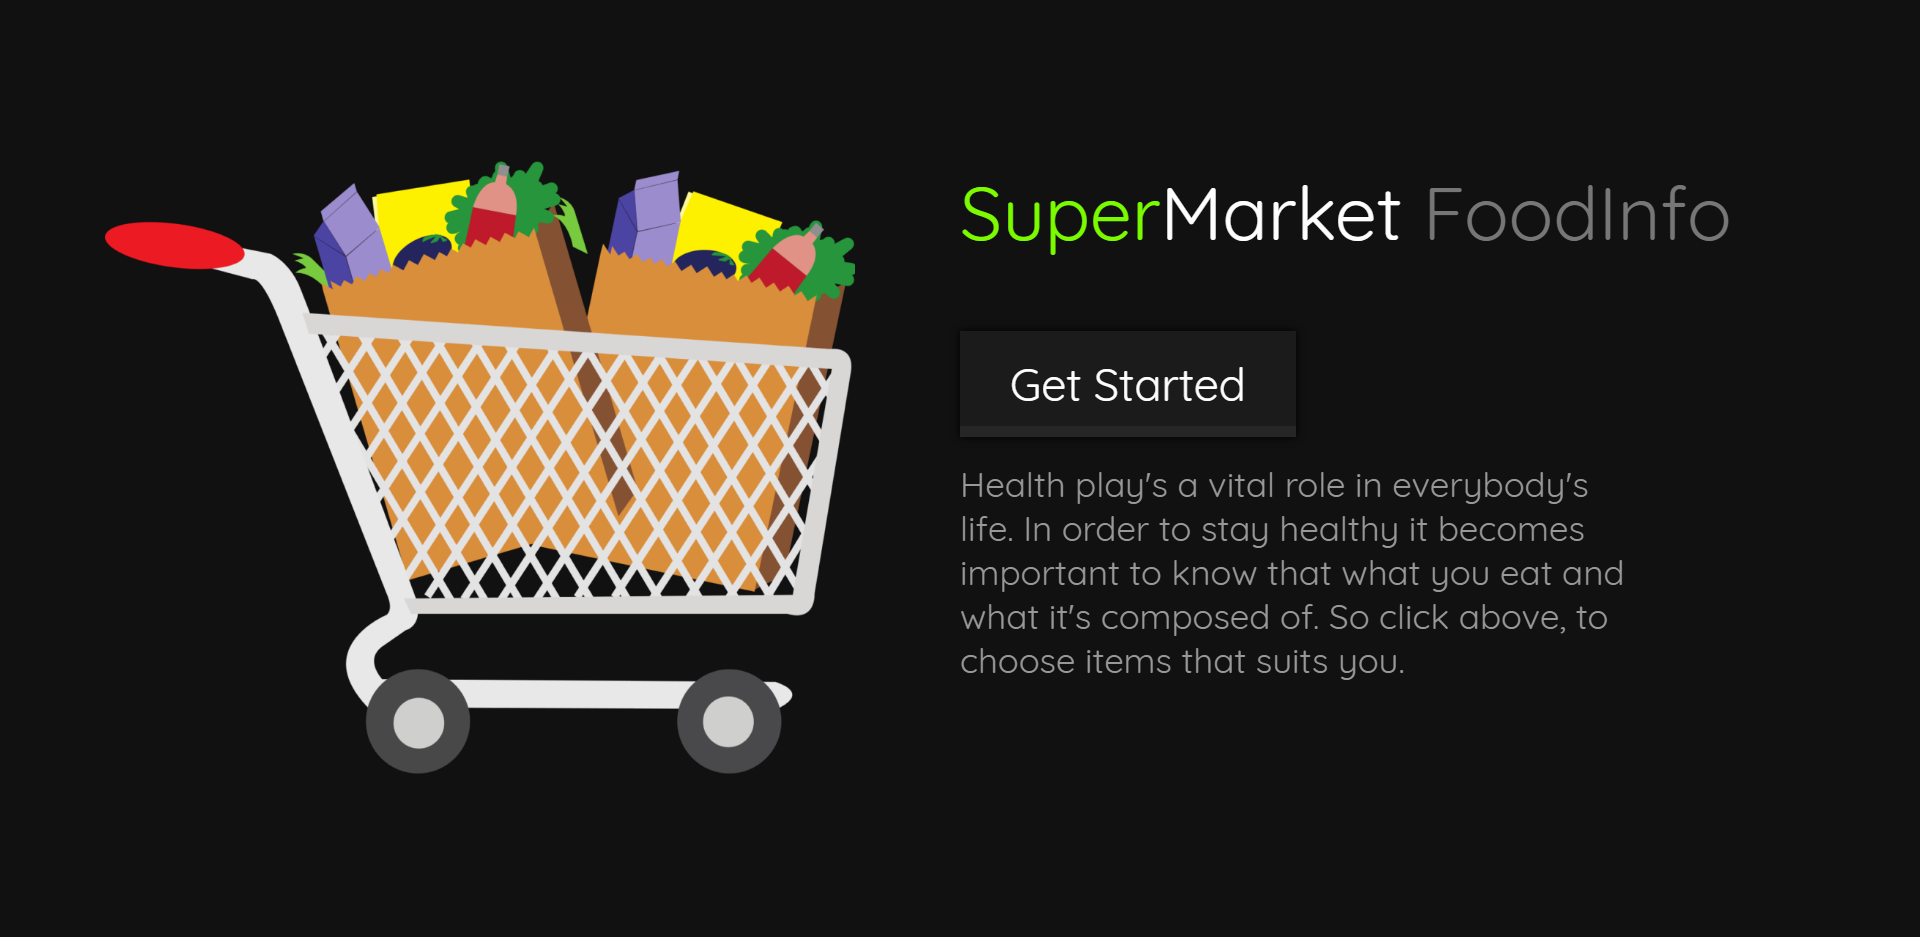 SuperMarket FoodInfo
Get Started
Health play's a vital role in everybody's
life. In order to stay healthy it becomes
important to know that what you eat and
what it's composed of. So click above, to
choose items that suits you.